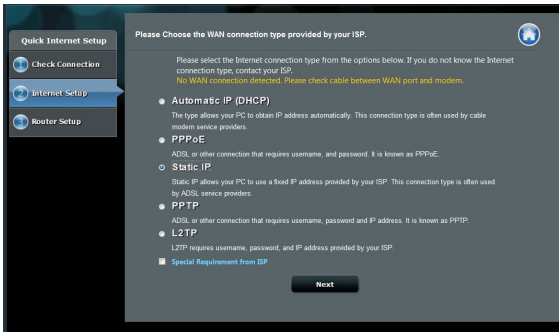 Quick Internet Setup
Check Connection
Internet Setup
Router Setup
Please Choose the WAN connection type provided by your ISP.
Please select the Internet connection type from the options below. If you do not know the Internet
connection type, contact your ISP.
No WAN connection detected. Please check cable between WAN port and modem.
Automatic IP (DHCP)
The type allows your PC to obtain IP address automatically. This connection type is often used by cable
modem service providers.
PPPoE
ADSL or other connection that requires username, and password. It is known as PPPoE.
Static IP
Static IP allows your PC to use a fixed IP address provided by your ISP. This connection type is often used
by ADSL service providers.
PPTP
ADSL or other connection that requires username, password and IP address. It is known as PPTP.
L2TP
L2TP requires username, password, and IP address provided by your ISP.
Special Requirement from ISP
Next